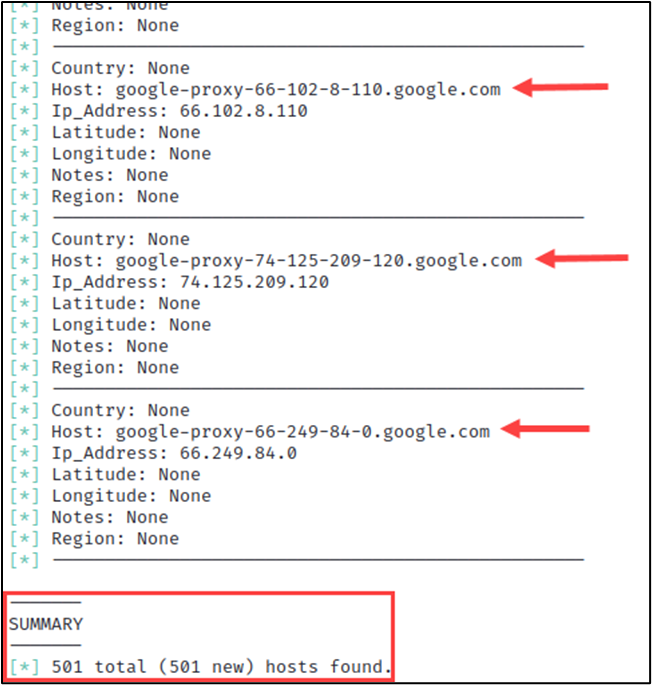 [*] Notes: None
[*] Region: None
[*] ──────────────────────────────────────────────────
[*] Country: None
[*] Host: google-proxy-66-102-8-110.google.com
[*] Ip_Address: 66.102.8.110
[*] Latitude: None
[*] Longitude: None
[*] Notes: None
[*] Region: None
[*] ──────────────────────────────────────────────────
[*] Country: None
[*] Host: google-proxy-74-125-209-120.google.com
[*] Ip_Address: 74.125.209.120
[*] Latitude: None
[*] Longitude: None
[*] Notes: None
[*] Region: None
[*] ──────────────────────────────────────────────────
[*] Country: None
[*] Host: google-proxy-66-249-84-0.google.com
[*] Ip_Address: 66.249.84.0
[*] Latitude: None
[*] Longitude: None
[*] Notes: None
[*] Region: None
[*] ──────────────────────────────────────────────────
───────
SUMMARY
───────
[*] 501 total (501 new) hosts found.